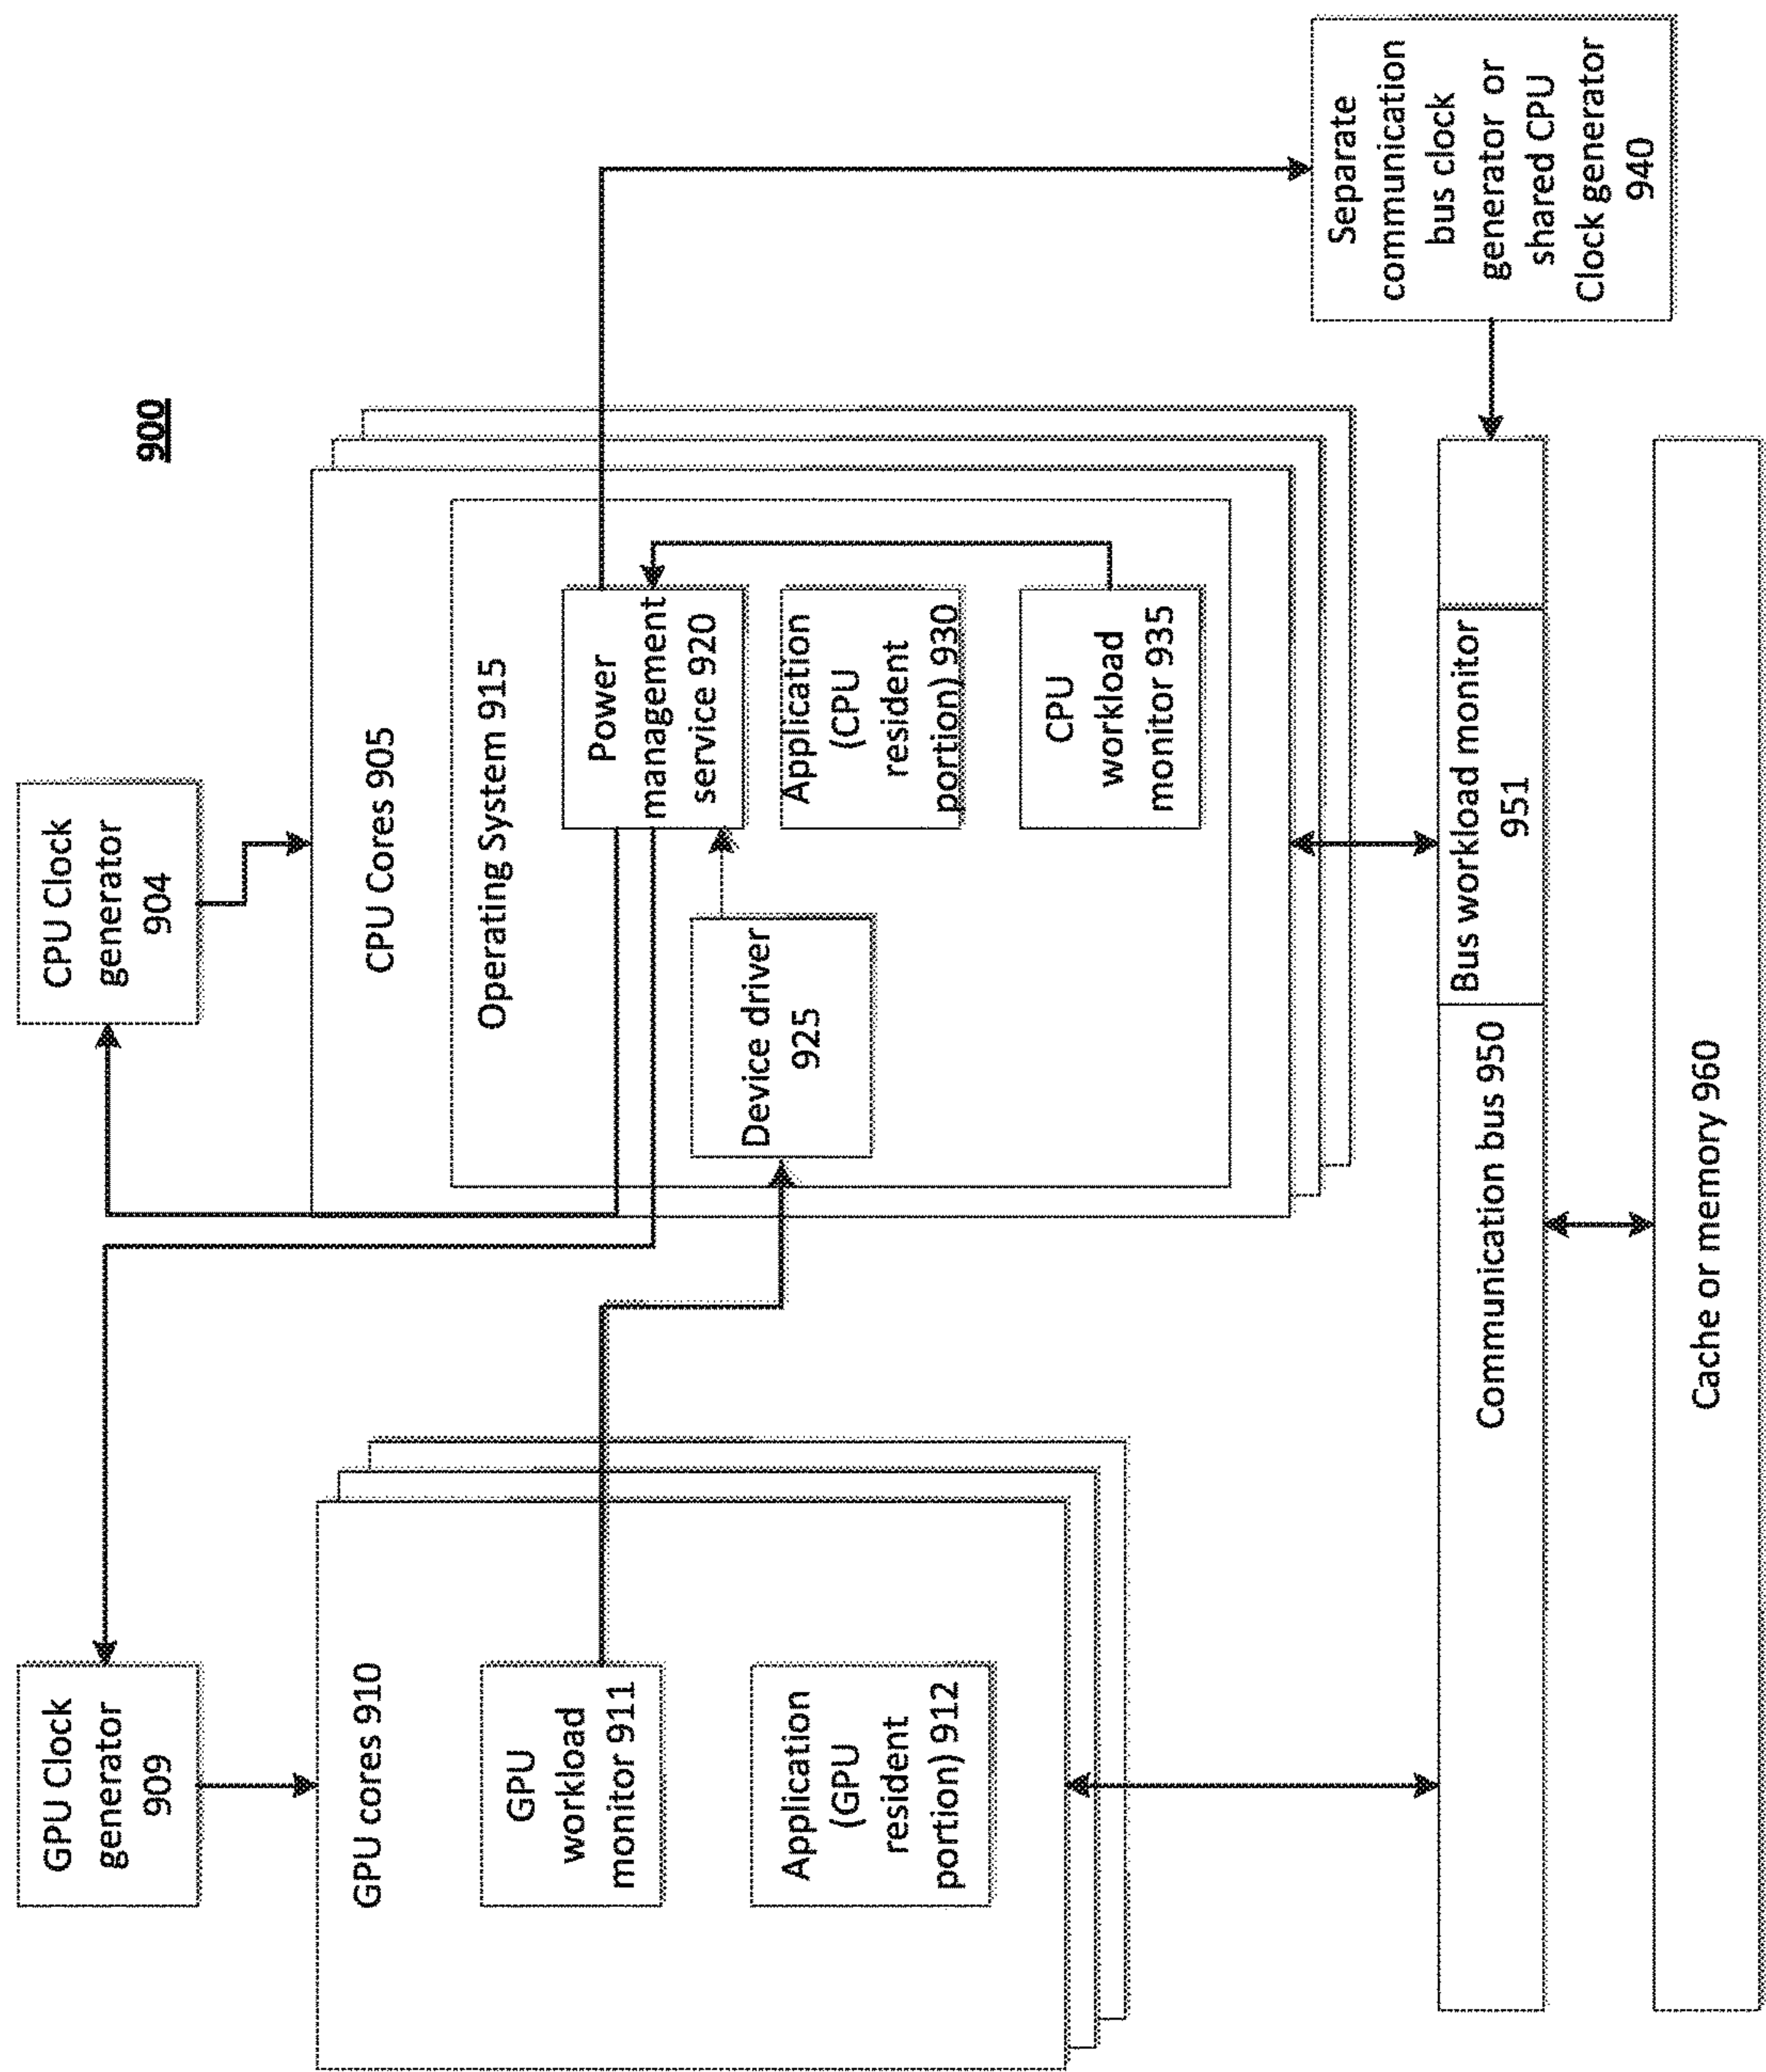 900
GPU Clock
generator
909
CPU Clock
generator
904
GPU cores 910
GPU
workload
monitor 911
Application
(GPU
resident
portion) 912
CPU Cores 905
Operating System 915
Power
management
service 920
Device driver
925
Application
(CPU
resident
portion) 930
CPU
workload
monitor 935
Separate
communication
bus clock
generator or
shared CPU
Clock generator
940
Communication bus 950
Bus workload monitor
951
Cache or memory 960